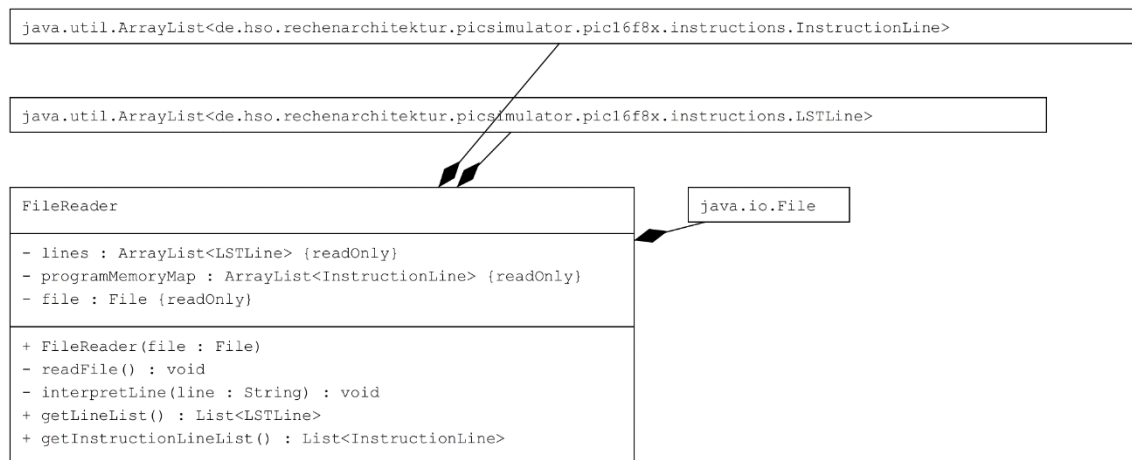 java.util.ArrayList<de.hso.rechenarchitektur.picsimulator.pic16f8x.instructions.InstructionLine>
java.util.ArrayList<de.hso.rechenarchitektur.picsimulator.pic16f8x.instructions.LSTLine>
FileReader
java.io.File
- lines : ArrayList<LSTLine> {readOnly}
- programMemoryMap : ArrayList<InstructionLine> {readOnly}
- file : File {readOnly}
+ FileReader(file : File)
- readFile() : void
- interpretLine(line : String) : void
+ getLineList() : List<LSTLine>
+ getInstructionLineList() : List<InstructionLine>